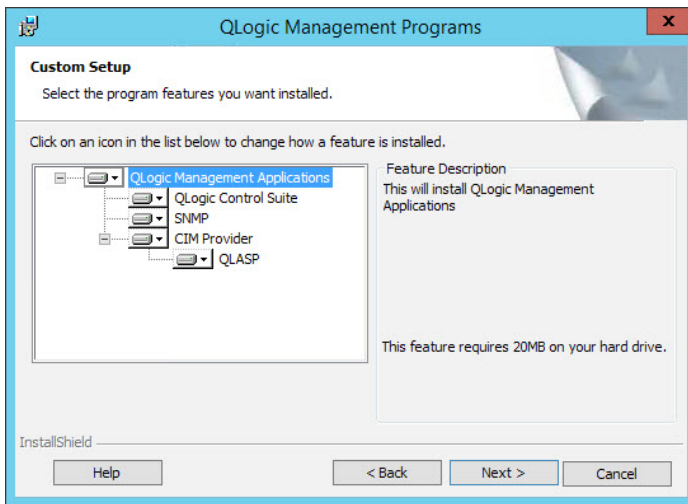 QLogic Management Programs
x
Custom Setup
Select the program features you want installed.
Click on an icon in the list below to change how a feature is installed.
QLogic Management Applications
QLogic Control Suite
SNMP
CIM Provider
QLASP
Feature Description
This will install QLogic Management
Applications
This feature requires 20MB on your hard drive.
InstallShield
Help
< Back
Next >
Cancel